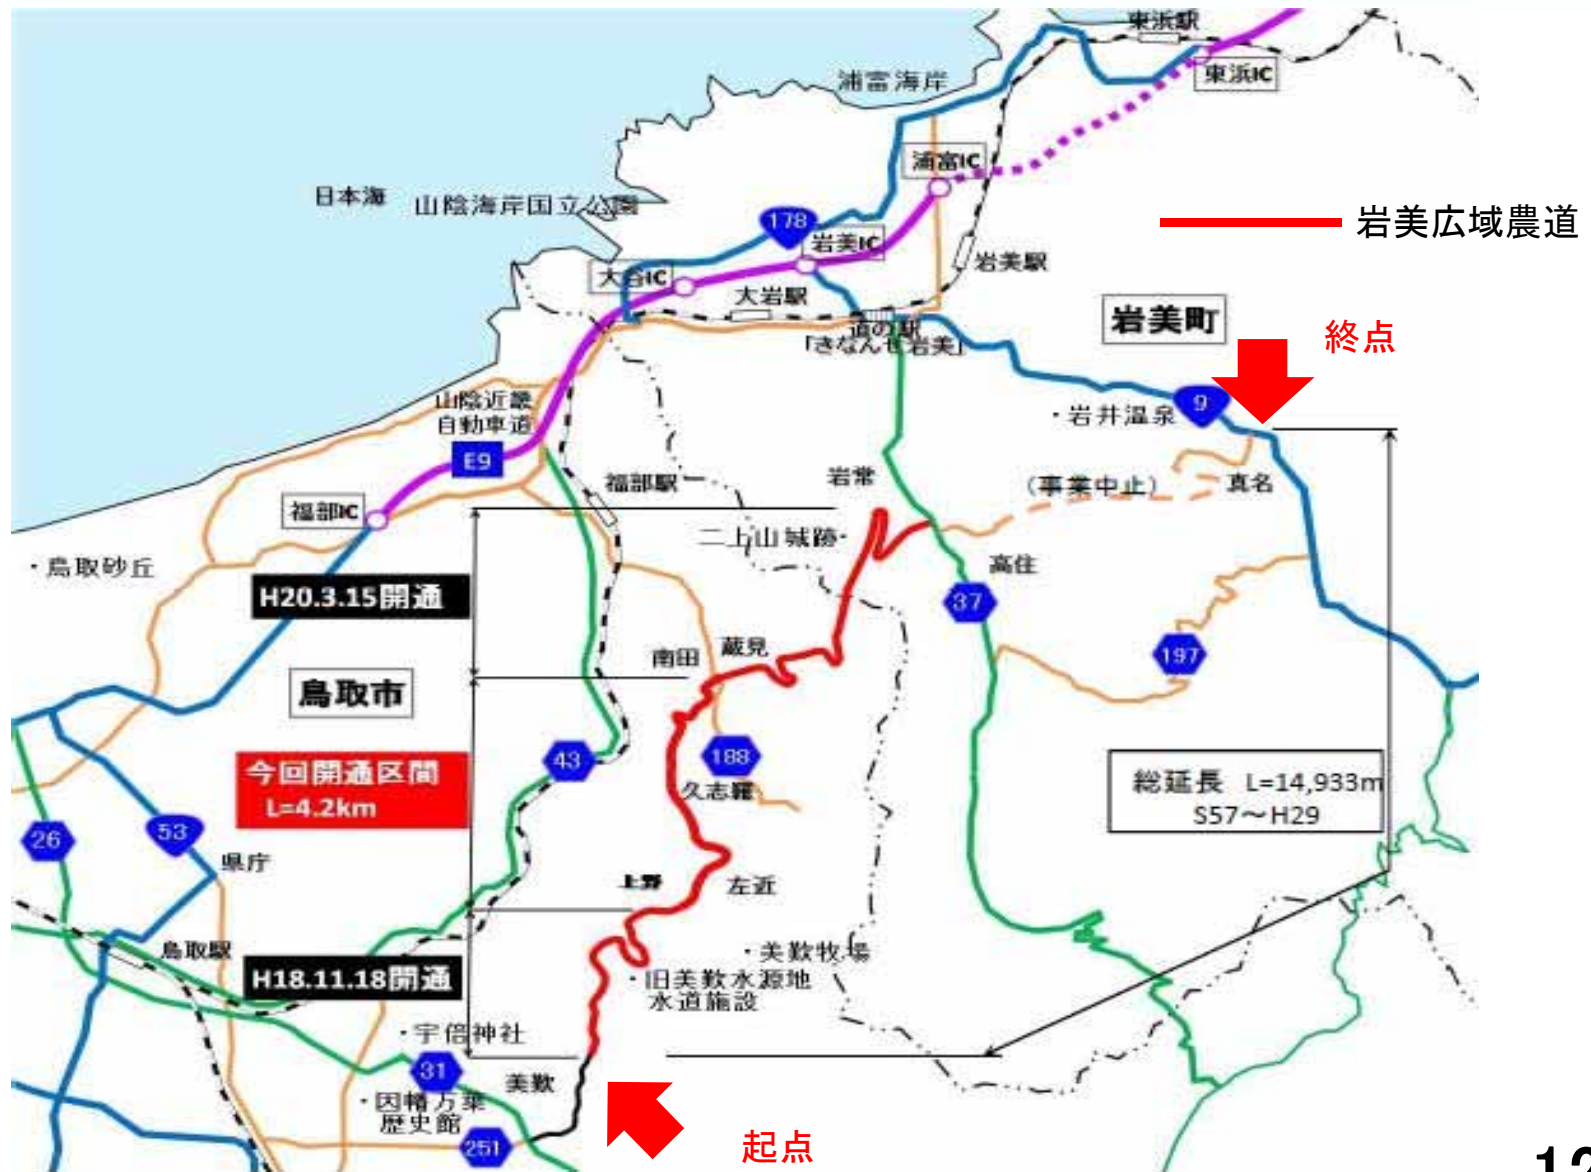 東浜駅
東浜IC
浦富海岸
浦富IC
日本海
山陰海岸国立公園
178
岩美IC
岩美広域農道
岩美駅
大谷IC
大岩駅
岩美町
道の駅
「きなんせ岩美」
終点
山陰近畿
自動車道
9
・岩井温泉
E9
岩常
福部駅
(事業中止)
真名
福部IC
二上山城跡・
・鳥取砂丘
高住
H20.3.15開通
37
蔵見
南田
197
鳥取市
188
43
今回開通区間
L=4.2km
久志羅
総延長 L=14,933m
S57～H29
26
53
県庁
上野
左近
鳥取駅
・美歎牧場
H18.11.18開通
・旧美歎水源地
水道施設
・宇倍神社
31
美歎
・因幡万葉
歴史館
251
起点